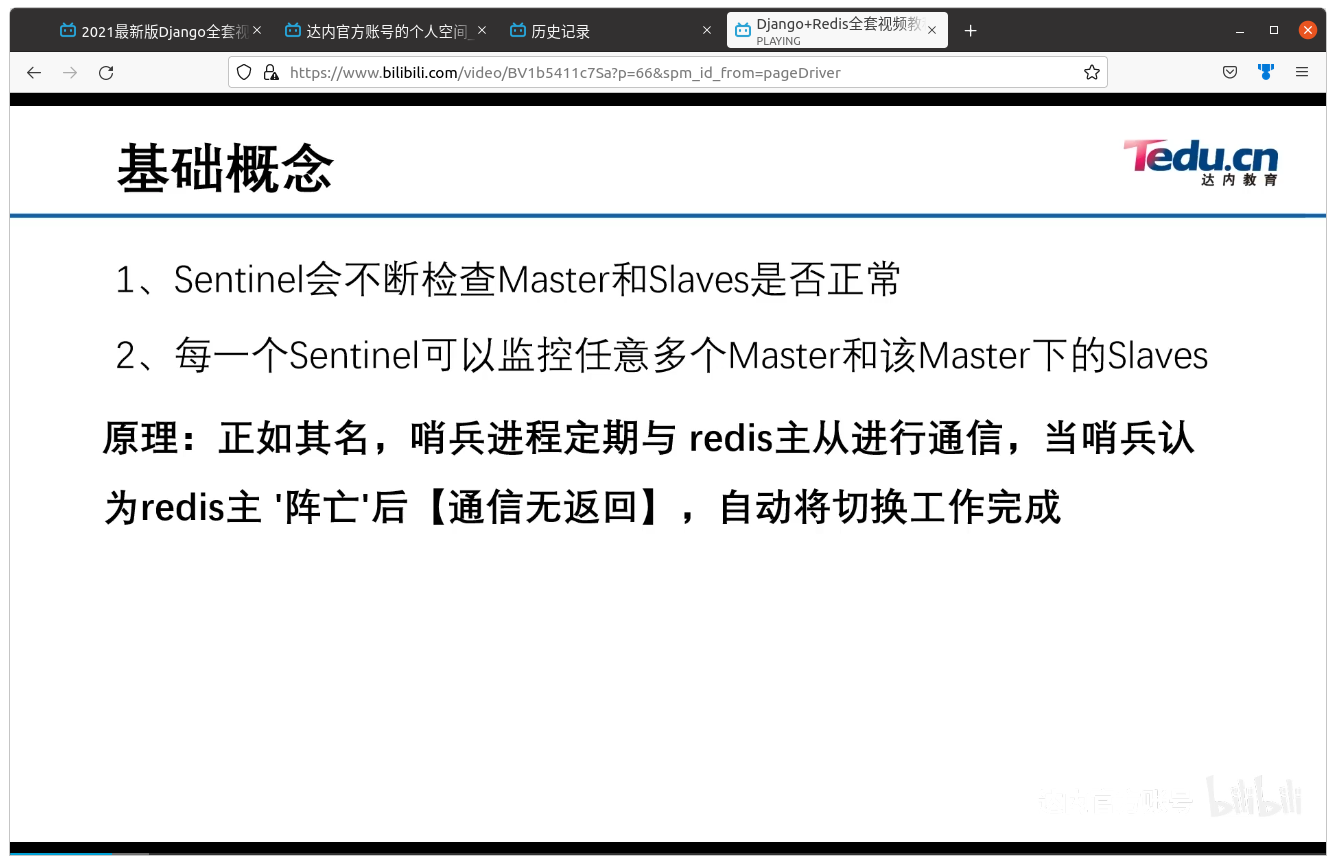 2021最新版Django全套视
达内官方账号的个人空间_
历史记录
Django+Redis全套视频教
PLAYING
https://www.bilibili.com/video/BV1b5411c7Sa?p=66&spm_id_from=pageDriver
基础概念
Tedu.cn
达内教育
1、Sentinel会不断检查Master和Slaves是否正常
2、每一个Sentinel可以监控任意多个Master和该Master下的Slaves
原理：正如其名，哨兵进程定期与 redis主从进行通信，当哨兵认
为redis主 '阵亡'后【通信无返回】，自动将切换工作完成
bilibili